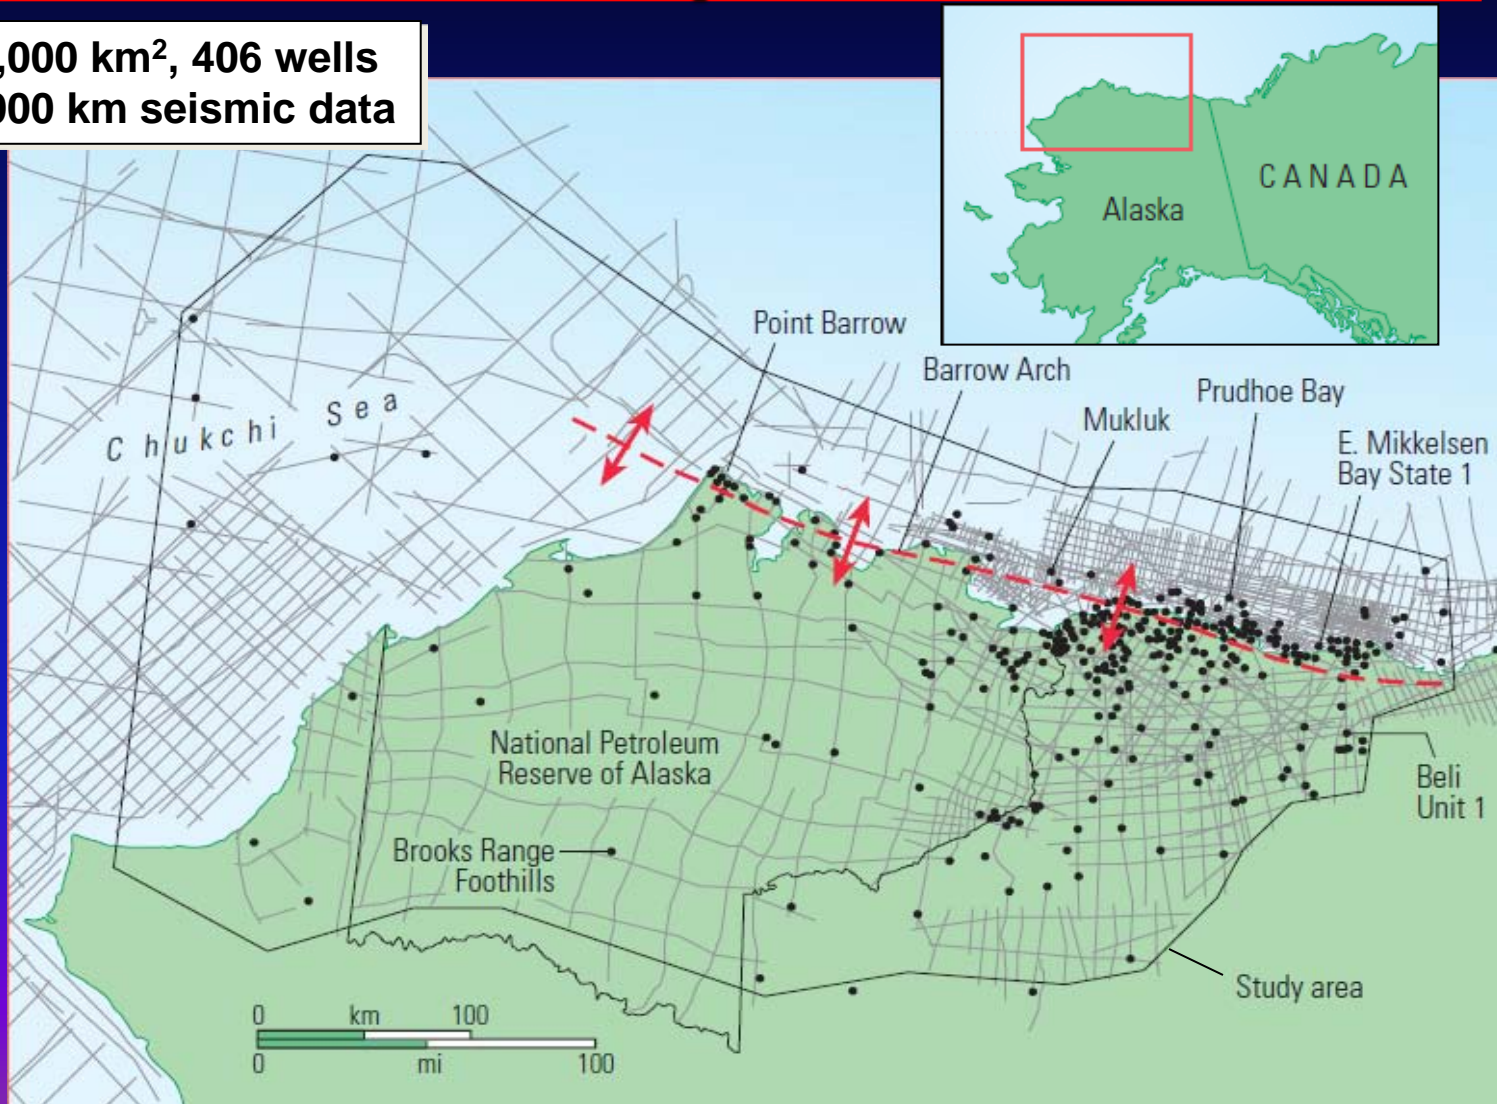 ,000 km², 406 wells
000 km seismic data
CANADA
Alaska
Point Barrow
Barrow Arch
Prudhoe Bay
Mukluk
E. Mikkelsen
Bay State 1
Chukchi Sea
National Petroleum
Reserve of Alaska
Beli
Unit 1
Brooks Range
Foothills
Study area
0 km 100
0 mi 100